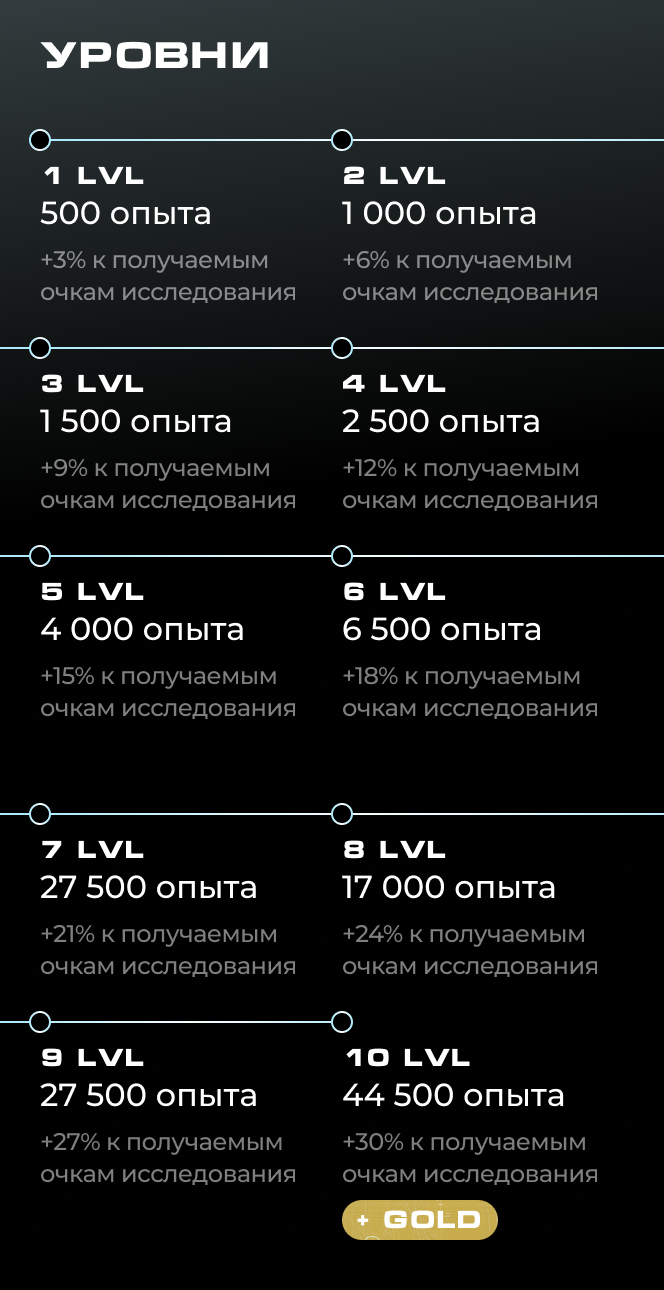 УРОВНИ
1 LVL
500 опыта
+3% к получаемым
очкам исследования
2 LVL
1 000 опыта
+6% к получаемым
очкам исследования
3 LVL
1 500 опыта
+9% к получаемым
очкам исследования
4 LVL
2 500 опыта
+12% к получаемым
очкам исследования
5 LVL
4 000 опыта
+15% к получаемым
очкам исследования
6 LVL
6 500 опыта
+18% к получаемым
очкам исследования
7 LVL
27 500 опыта
+21% к получаемым
очкам исследования
8 LVL
17 000 опыта
+24% к получаемым
очкам исследования
9 LVL
27 500 опыта
+27% к получаемым
очкам исследования
10 LVL
44 500 опыта
+30% к получаемым
очкам исследования
+ GOLD